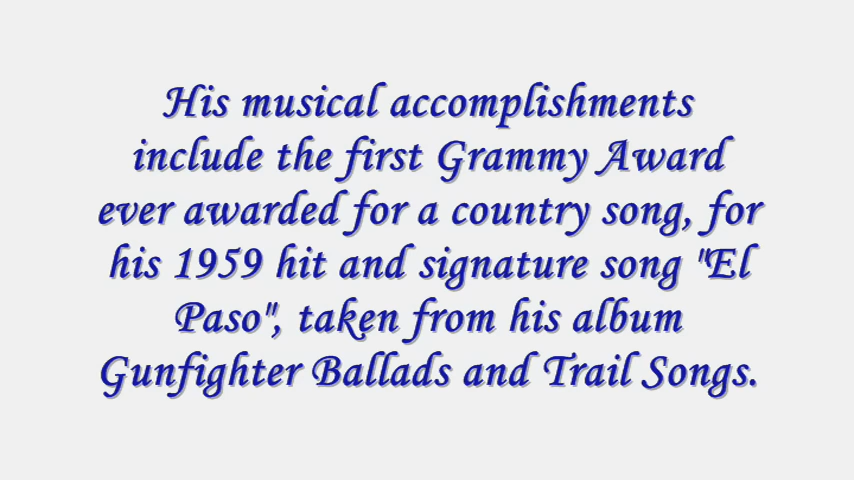 His musical accomplishments
include the first Grammy Award
ever awarded for a country song, for
his 1959 hit and signature song "El
Paso", taken from his album
Gunfighter Ballads and Trail Songs.